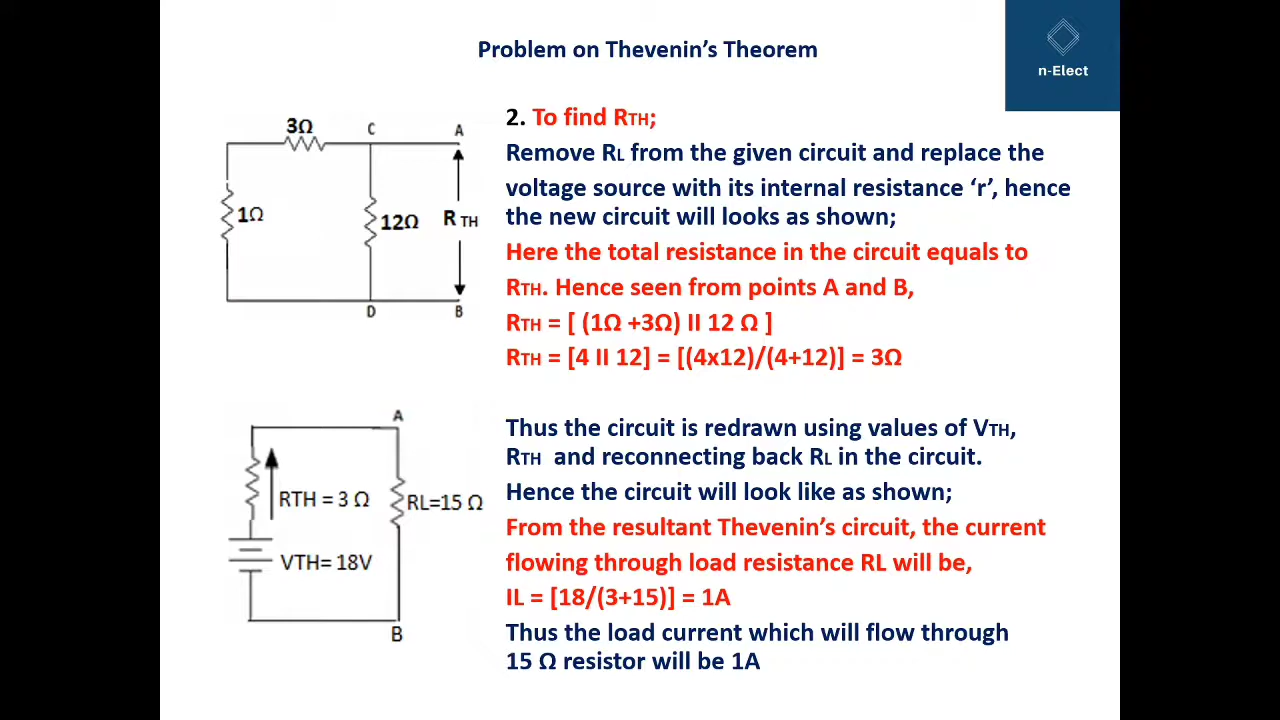 Problem on Thevenin's Theorem
n-Elect
2. To find RTH;
Remove RL from the given circuit and replace the
voltage source with its internal resistance ‘r’, hence
the new circuit will looks as shown;
Here the total resistance in the circuit equals to
RTH. Hence seen from points A and B,
RTH = [ (1Ω +3Ω) II 12 Ω ]
RTH = [4 II 12] = [(4x12)/(4+12)] = 3Ω
3Ω
C
A
1Ω
12Ω
R TH
D
B
Thus the circuit is redrawn using values of VTH,
RTH and reconnecting back RL in the circuit.
Hence the circuit will look like as shown;
From the resultant Thevenin's circuit, the current
flowing through load resistance RL will be,
IL = [18/(3+15)] = 1A
Thus the load current which will flow through
15 Ω resistor will be 1A
A
RTH = 3 Ω
RL=15 Ω
VTH= 18V
B